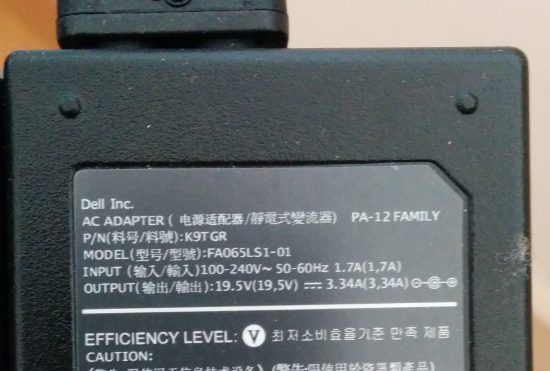 Dell Inc.
AC ADAPTER ( 电源适配器/靜電式變流器) PA-12 FAMILY
P/N(料号/料號):K9TGR
MODEL(型号/型號):FA065LS1-01
INPUT (输入/輸入)100-240V~ 50-60Hz 1.7A(1,7A)
OUTPUT(输出/輸出):19.5V(19,5V) ⎓ 3.34A(3,34A)
EFFICIENCY LEVEL: V 최저소비효율기준 만족 제품
CAUTION: